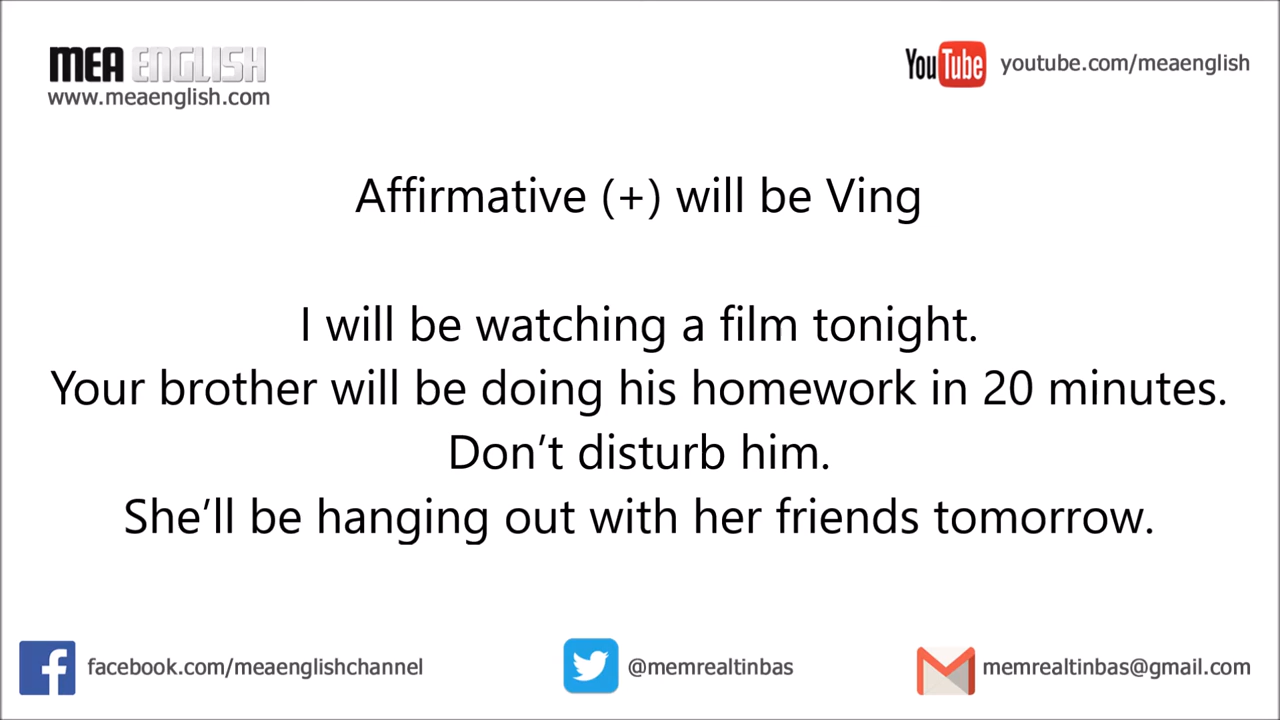 MEA ENGLISH
www.meaenglish.com
YouTube youtube.com/meaenglish
Affirmative (+) will be Ving
I will be watching a film tonight.
Your brother will be doing his homework in 20 minutes.
Don’t disturb him.
She’ll be hanging out with her friends tomorrow.
facebook.com/meaenglishchannel
@memrealtinbas
memrealtinbas@gmail.com